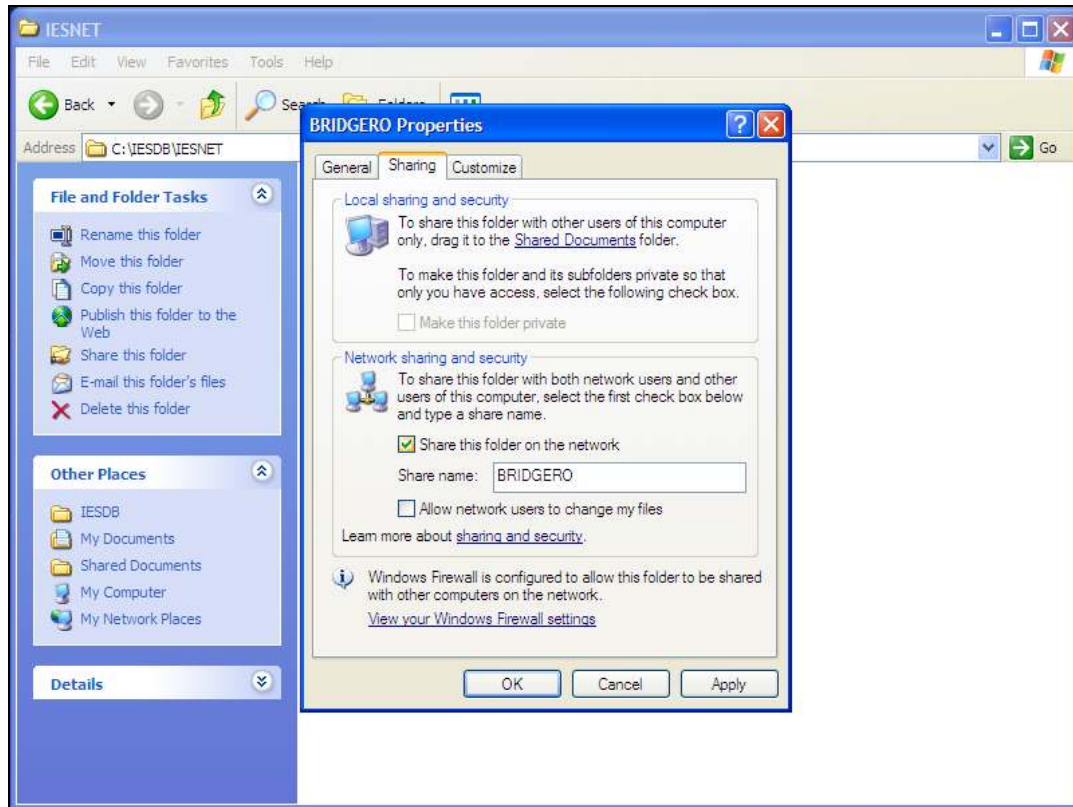 IESNET
File Edit View Favorites Tools Help
Back
Address C:\IESDB\IESNET Go
File and Folder Tasks
Rename this folder
Move this folder
Copy this folder
Publish this folder to the
Web
Share this folder
E-mail this folder's files
Delete this folder
Other Places
IESDB
My Documents
Shared Documents
My Computer
My Network Places
Details
BRIDGERO Properties
General Sharing Customize
Local sharing and security
To share this folder with other users of this computer
only, drag it to the Shared Documents folder.
To make this folder and its subfolders private so that
only you have access, select the following check box.
Make this folder private
Network sharing and security
To share this folder with both network users and other
users of this computer, select the first check box below
and type a share name.
Share this folder on the network
Share name: BRIDGERO
Allow network users to change my files
Learn more about sharing and security.
Windows Firewall is configured to allow this folder to be shared
with other computers on the network.
View your Windows Firewall settings
OK Cancel Apply